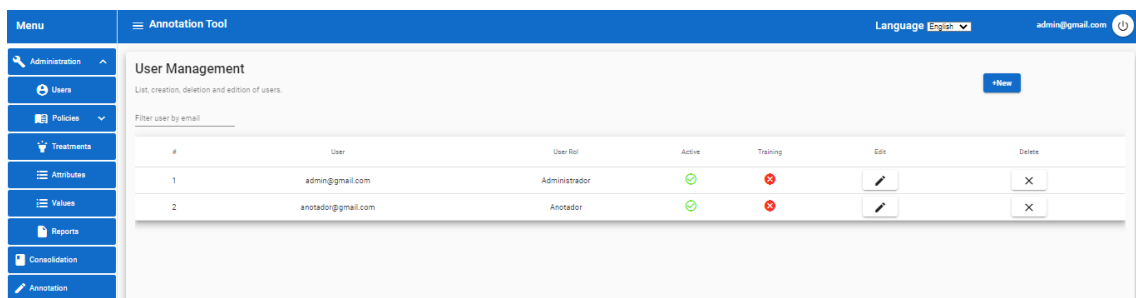 Menu
Annotation Tool
Language English
admin@gmail.com
Administration
Users
Policies
Treatments
Attributes
Values
Reports
Consolidation
Annotation
User Management
List, creation, deletion and edition of users.
+New
Filter user by email
# User User Rol Active Training Edit Delete
1 admin@gmail.com Administrador
2 anotador@gmail.com Anotador